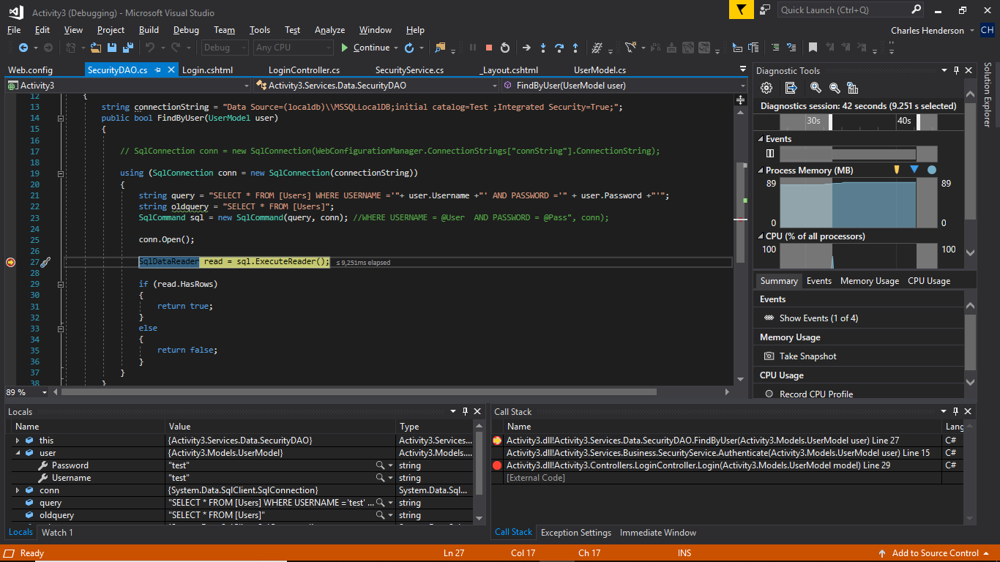 Activity3 (Debugging) - Microsoft Visual Studio
Quick Launch (Ctrl+Q)
File Edit View Project Build Debug Team Tools Test Analyze Window Help
Charles Henderson CH
Debug Any CPU Continue
Web.config SecurityDAO.cs Login.cshtml LoginController.cs SecurityService.cs _Layout.cshtml UserModel.cs
Activity3 Activity3.Services.Data.SecurityDAO FindByUser(UserModel user)
12 {
13 string connectionString = "Data Source=(localdb)\\MSSQLLocalDB;initial catalog=Test ;Integrated Security=True;";
14 public bool FindByUser(UserModel user)
15 {
16
17 // SqlConnection conn = new SqlConnection(WebConfigurationManager.ConnectionStrings["connString"].ConnectionString);
18
19 using (SqlConnection conn = new SqlConnection(connectionString))
20 {
21 string query = "SELECT * FROM [Users] WHERE USERNAME ='"+ user.Username +"' AND PASSWORD ='" + user.Password +"'";
22 string oldquery = "SELECT * FROM [Users]";
23 SqlCommand sql = new SqlCommand(query, conn); //WHERE USERNAME = @User  AND PASSWORD = @Pass", conn);
24
25 conn.Open();
26
27 SqlDataReader read = sql.ExecuteReader(); ≤ 9,251ms elapsed
28
29 if (read.HasRows)
30 {
31 return true;
32 }
33 else
34 {
35 return false;
36 }
37 }
38 }
89 %
Diagnostic Tools
Diagnostics session: 42 seconds (9.251 s selected)
30s 40s
Events
Process Memory (MB)
89 89
0 0
CPU (% of all processors)
100 100
Summary Events Memory Usage CPU Usage
Events
Show Events (1 of 4)
Memory Usage
Take Snapshot
CPU Usage
Record CPU Profile
Solution Explorer
Locals
Name Value Type
this {Activity3.Services.Data.SecurityDAO} Activity3.Services...
user {Activity3.Models.UserModel} Activity3.Models....
Password "test" string
Username "test" string
conn {System.Data.SqlClient.SqlConnection} System.Data.Sql...
query "SELECT * FROM [Users] WHERE USERNAME ='test' ... string
oldquery "SELECT * FROM [Users]" string
Locals Watch 1
Call Stack
Name Lang
Activity3.dll!Activity3.Services.Data.SecurityDAO.FindByUser(Activity3.Models.UserModel user) Line 27 C#
Activity3.dll!Activity3.Services.Business.SecurityService.Authenticate(Activity3.Models.UserModel user) Line 15 C#
Activity3.dll!Activity3.Controllers.LoginController.Login(Activity3.Models.UserModel model) Line 29 C#
[External Code]
Call Stack Exception Settings Immediate Window
Ready Ln 27 Col 17 Ch 17 INS Add to Source Control